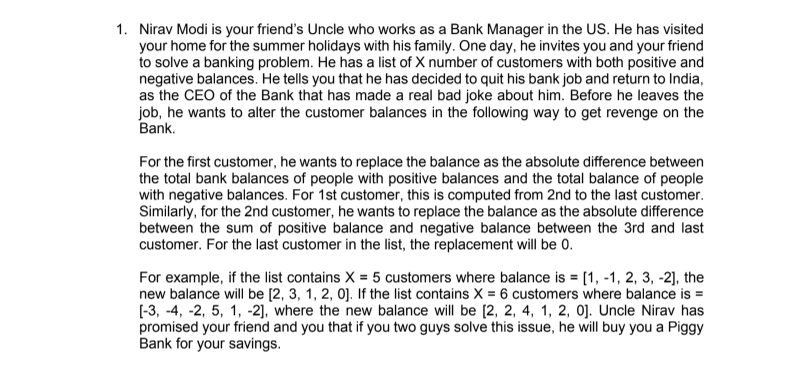 1. Nirav Modi is your friend's Uncle who works as a Bank Manager in the US. He has visited
your home for the summer holidays with his family. One day, he invites you and your friend
to solve a banking problem. He has a list of X number of customers with both positive and
negative balances. He tells you that he has decided to quit his bank job and return to India,
as the CEO of the Bank that has made a real bad joke about him. Before he leaves the
job, he wants to alter the customer balances in the following way to get revenge on the
Bank.
For the first customer, he wants to replace the balance as the absolute difference between
the total bank balances of people with positive balances and the total balance of people
with negative balances. For 1st customer, this is computed from 2nd to the last customer.
Similarly, for the 2nd customer, he wants to replace the balance as the absolute difference
between the sum of positive balance and negative balance between the 3rd and last
customer. For the last customer in the list, the replacement will be 0.
For example, if the list contains X = 5 customers where balance is = [1, -1, 2, 3, -2], the
new balance will be [2, 3, 1, 2, 0]. If the list contains X = 6 customers where balance is =
[-3, -4, -2, 5, 1, -2], where the new balance will be [2, 2, 4, 1, 2, 0]. Uncle Nirav has
promised your friend and you that if you two guys solve this issue, he will buy you a Piggy
Bank for your savings.